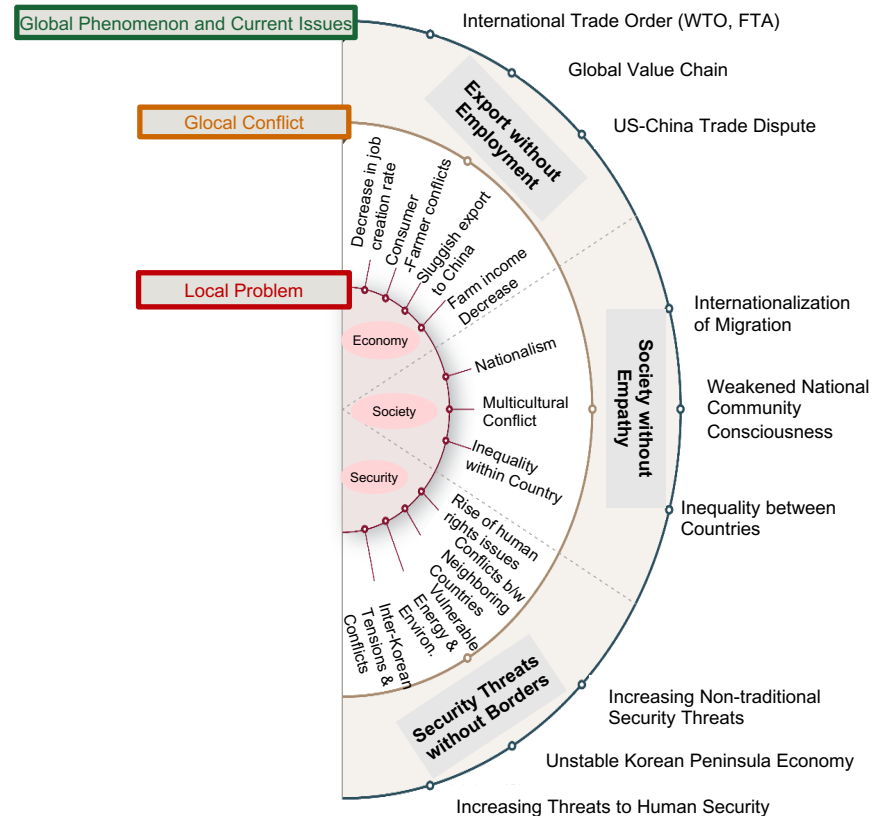 Global Phenomenon and Current Issues
International Trade Order (WTO, FTA)
Global Value Chain
US-China Trade Dispute
Export without
Employment
Glocal Conflict
Decrease in job
creation rate
Consumer
-Farmer conflicts
Sluggish export
to China
Farm income
Decrease
Local Problem
Economy
Society
Security
Nationalism
Multicultural
Conflict
Inequality
within Country
Society without
Empathy
Internationalization
of Migration
Weakened National
Community
Consciousness
Inequality between
Countries
Rise of human
rights issues
Conflicts b/w
Neighboring
Countries
Vulnerable
Energy &
Environ.
Inter-Korean
Tensions &
Conflicts
Security Threats
without Borders
Increasing Non-traditional
Security Threats
Unstable Korean Peninsula Economy
Increasing Threats to Human Security